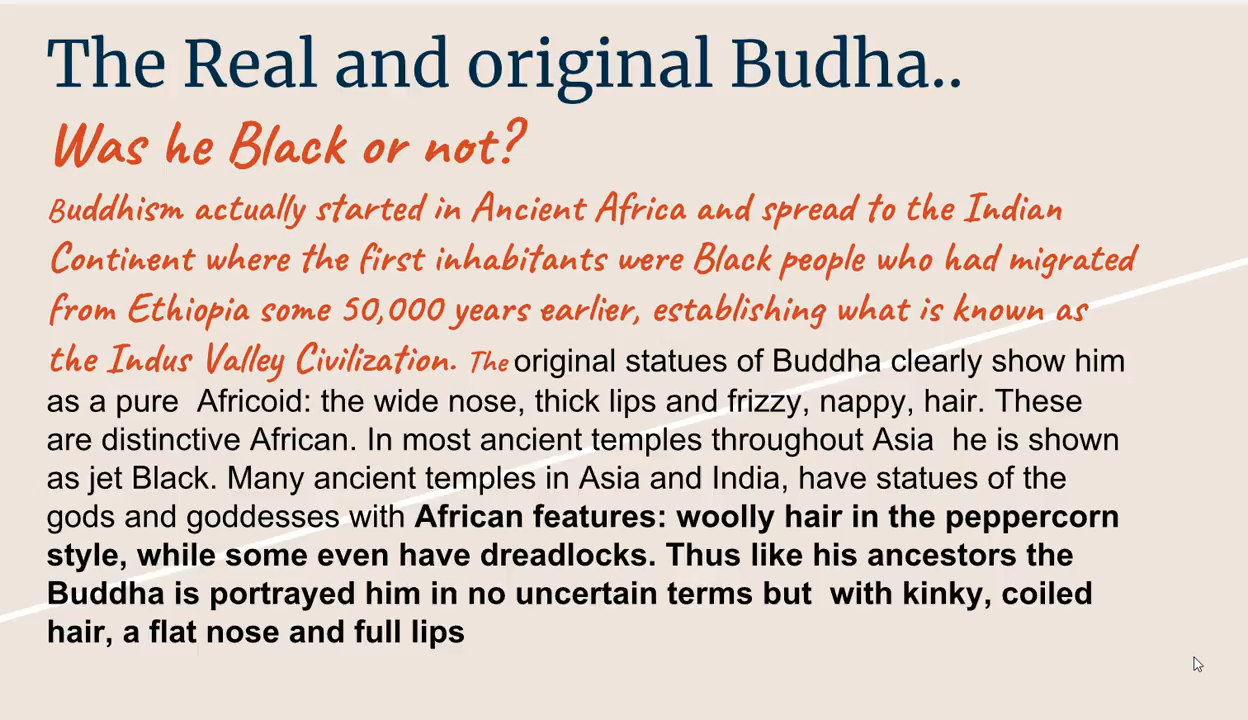 The Real and original Budha..
Was he Black or not?
Buddhism actually started in Ancient Africa and spread to the Indian
Continent where the first inhabitants were Black people who had migrated
from Ethiopia some 50,000 years earlier, establishing what is known as
the Indus Valley Civilization. The original statues of Buddha clearly show him
as a pure  Africoid: the wide nose, thick lips and frizzy, nappy, hair. These
are distinctive African. In most ancient temples throughout Asia  he is shown
as jet Black. Many ancient temples in Asia and India, have statues of the
gods and goddesses with African features: woolly hair in the peppercorn
style, while some even have dreadlocks. Thus like his ancestors the
Buddha is portrayed him in no uncertain terms but  with kinky, coiled
hair, a flat nose and full lips